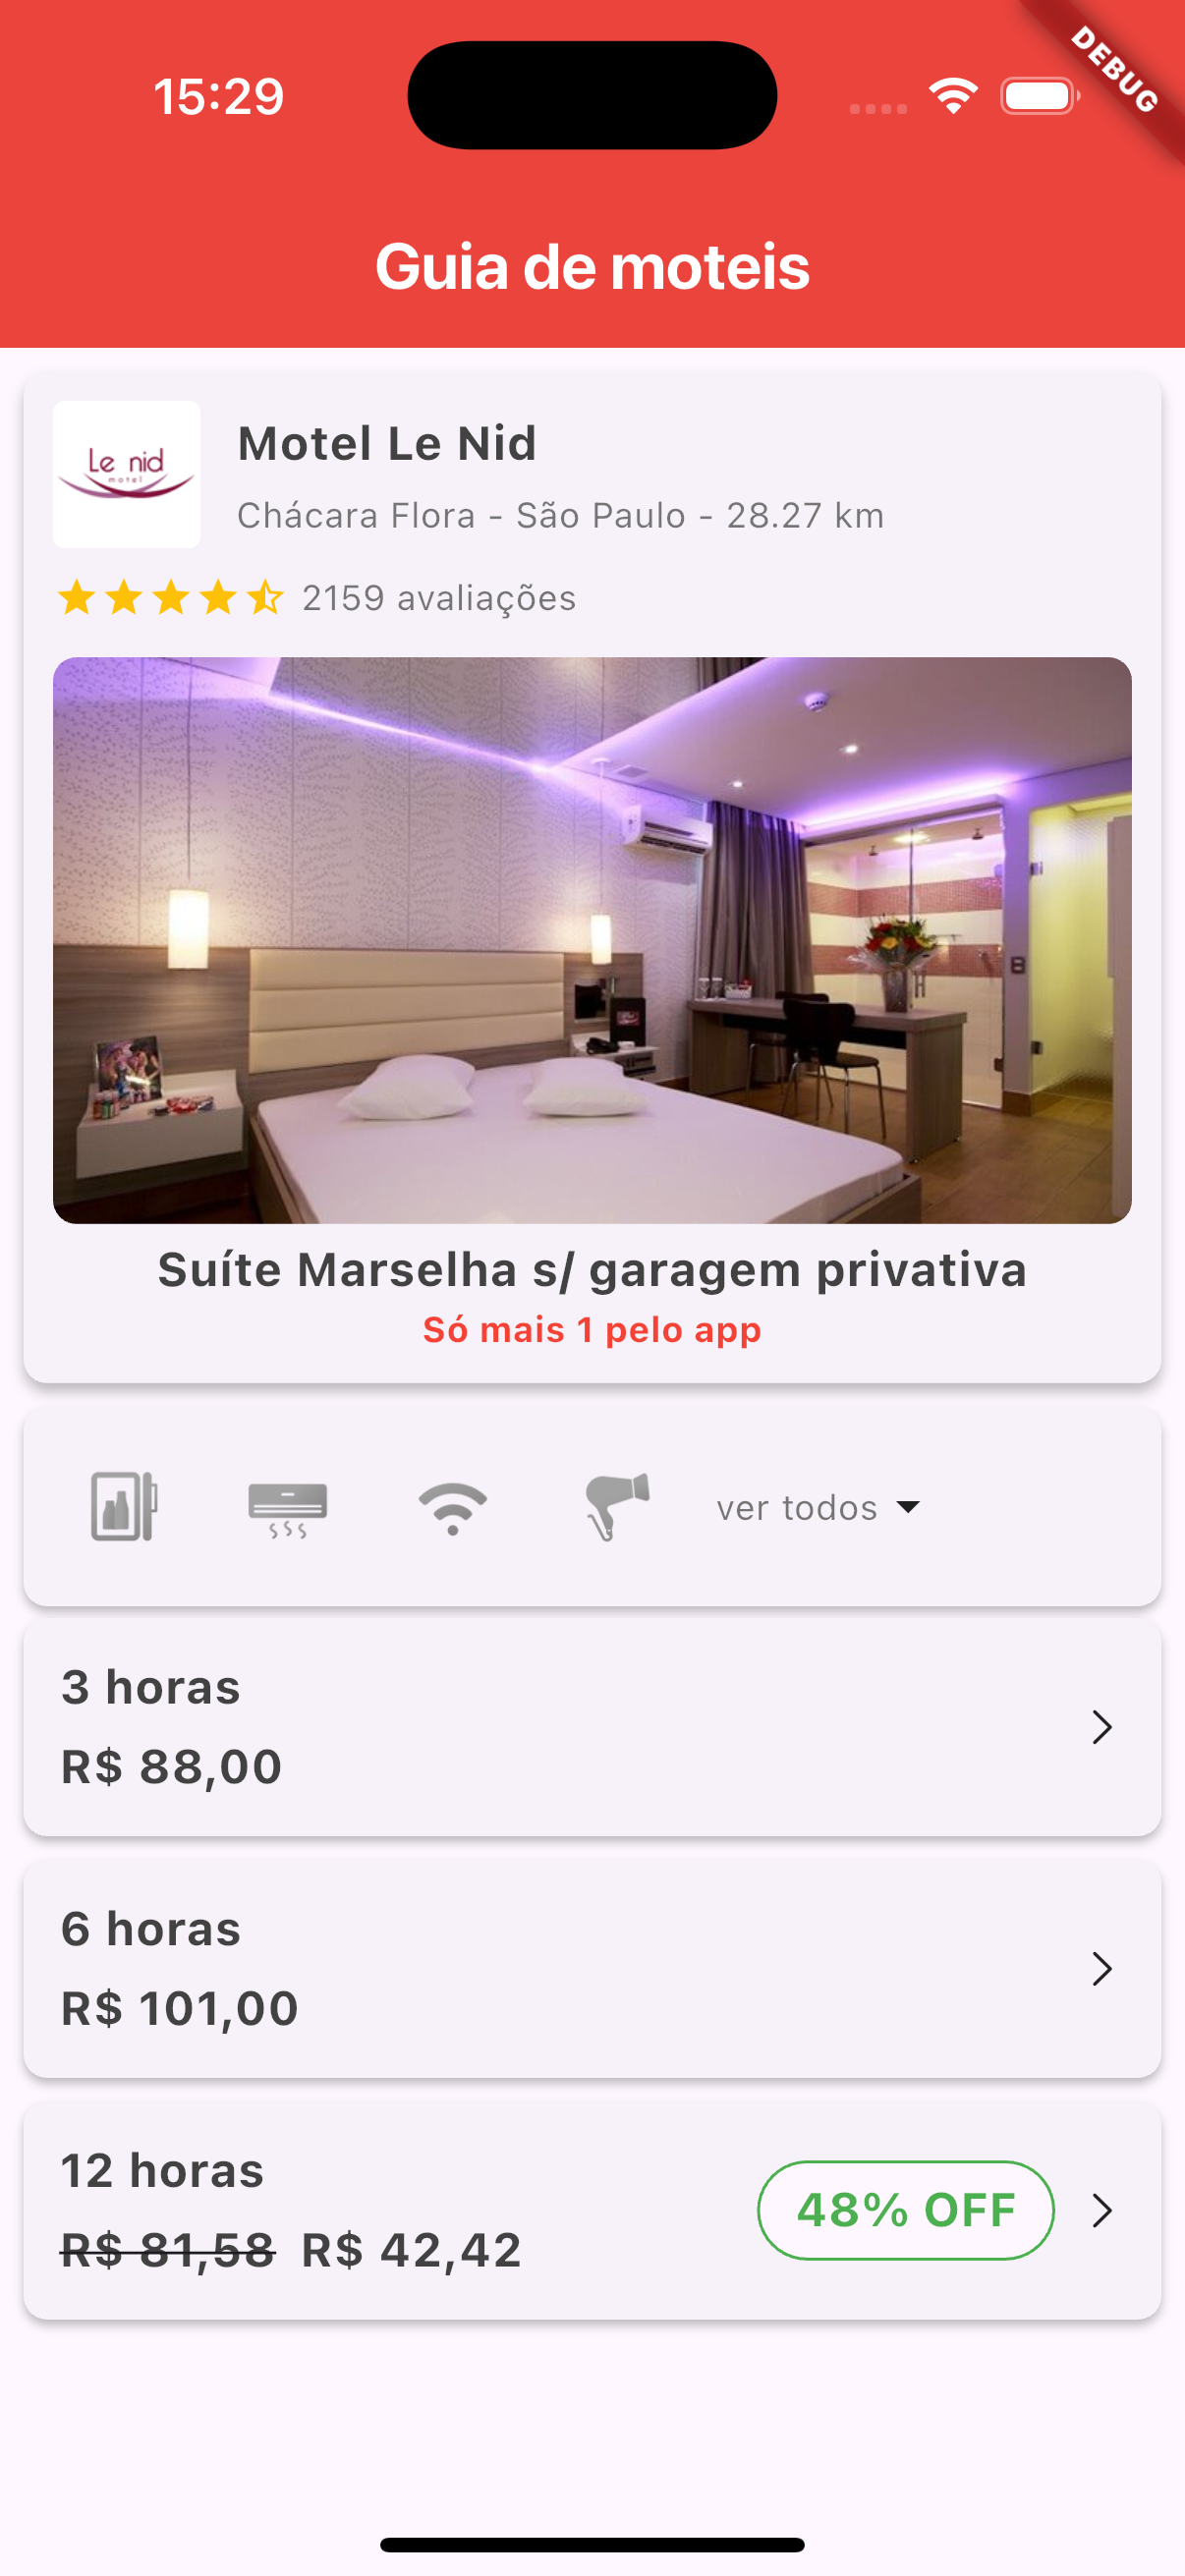 15:29
DEBUG
Guia de moteis
Le nid
motel
Motel Le Nid
Chácara Flora - São Paulo - 28.27 km
2159 avaliações
Suíte Marselha s/ garagem privativa
Só mais 1 pelo app
ver todos
3 horas
R$ 88,00
6 horas
R$ 101,00
12 horas
R$ 81,58 R$ 42,42
48% OFF